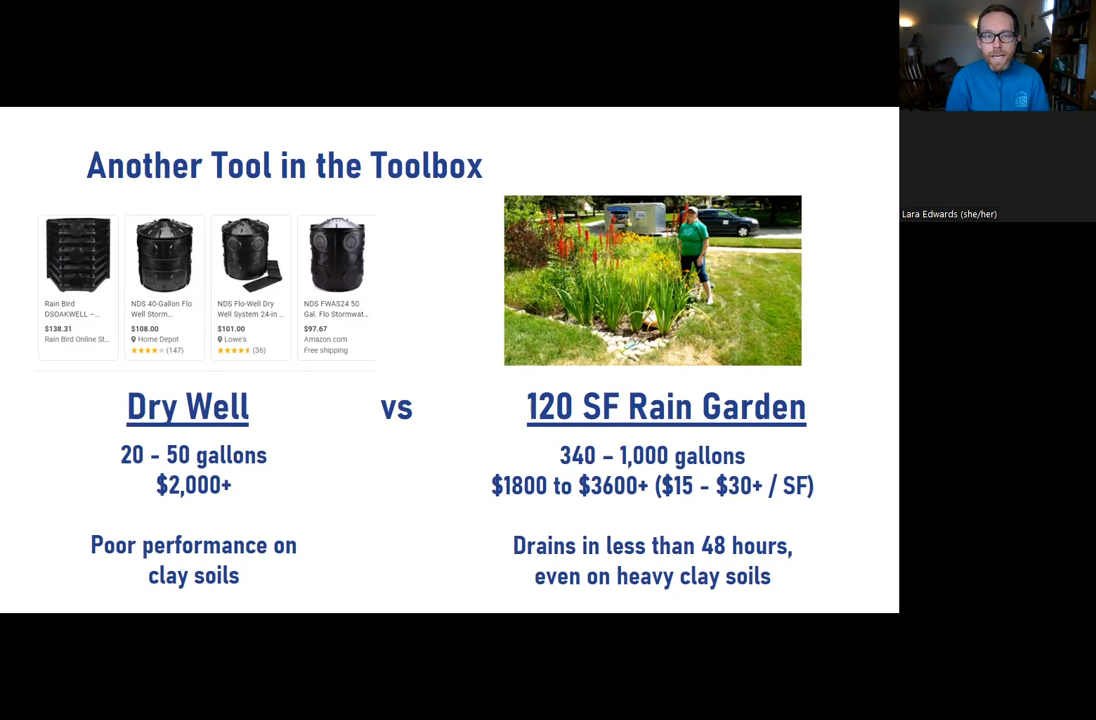 Another Tool in the Toolbox
Rain Bird
DSOAKWELL –...
$138.31
Rain Bird Online St...
NDS 40-Gallon Flo
Well Storm...
$108.00
Home Depot
(147)
NDS Flo-Well Dry
Well System 24-in ...
$101.00
Lowe's
(36)
NDS FWAS24 50
Gal. Flo Stormwat...
$97.67
Amazon.com
Free shipping
Dry Well
vs
120 SF Rain Garden
20 - 50 gallons
$2,000+
340 – 1,000 gallons
$1800 to $3600+ ($15 - $30+ / SF)
Poor performance on
clay soils
Drains in less than 48 hours,
even on heavy clay soils
Lara Edwards (she/her)